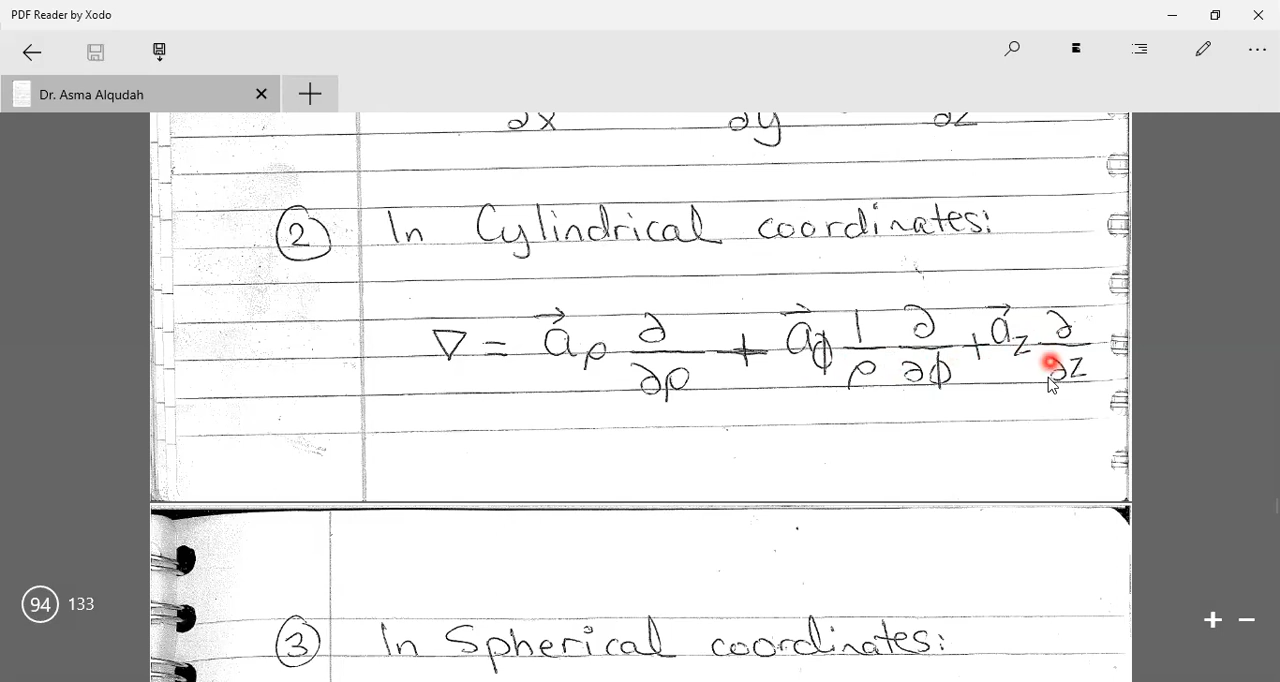 PDF Reader by Xodo
Dr. Asma Alqudah
∂x ∂y ∂z
2 In Cylindrical coordinates:
∇ = a⃗ρ ∂/∂ρ + a⃗ϕ 1/ρ ∂/∂ϕ + a⃗z ∂/∂z
94 133
3 In Spherical coordinates: